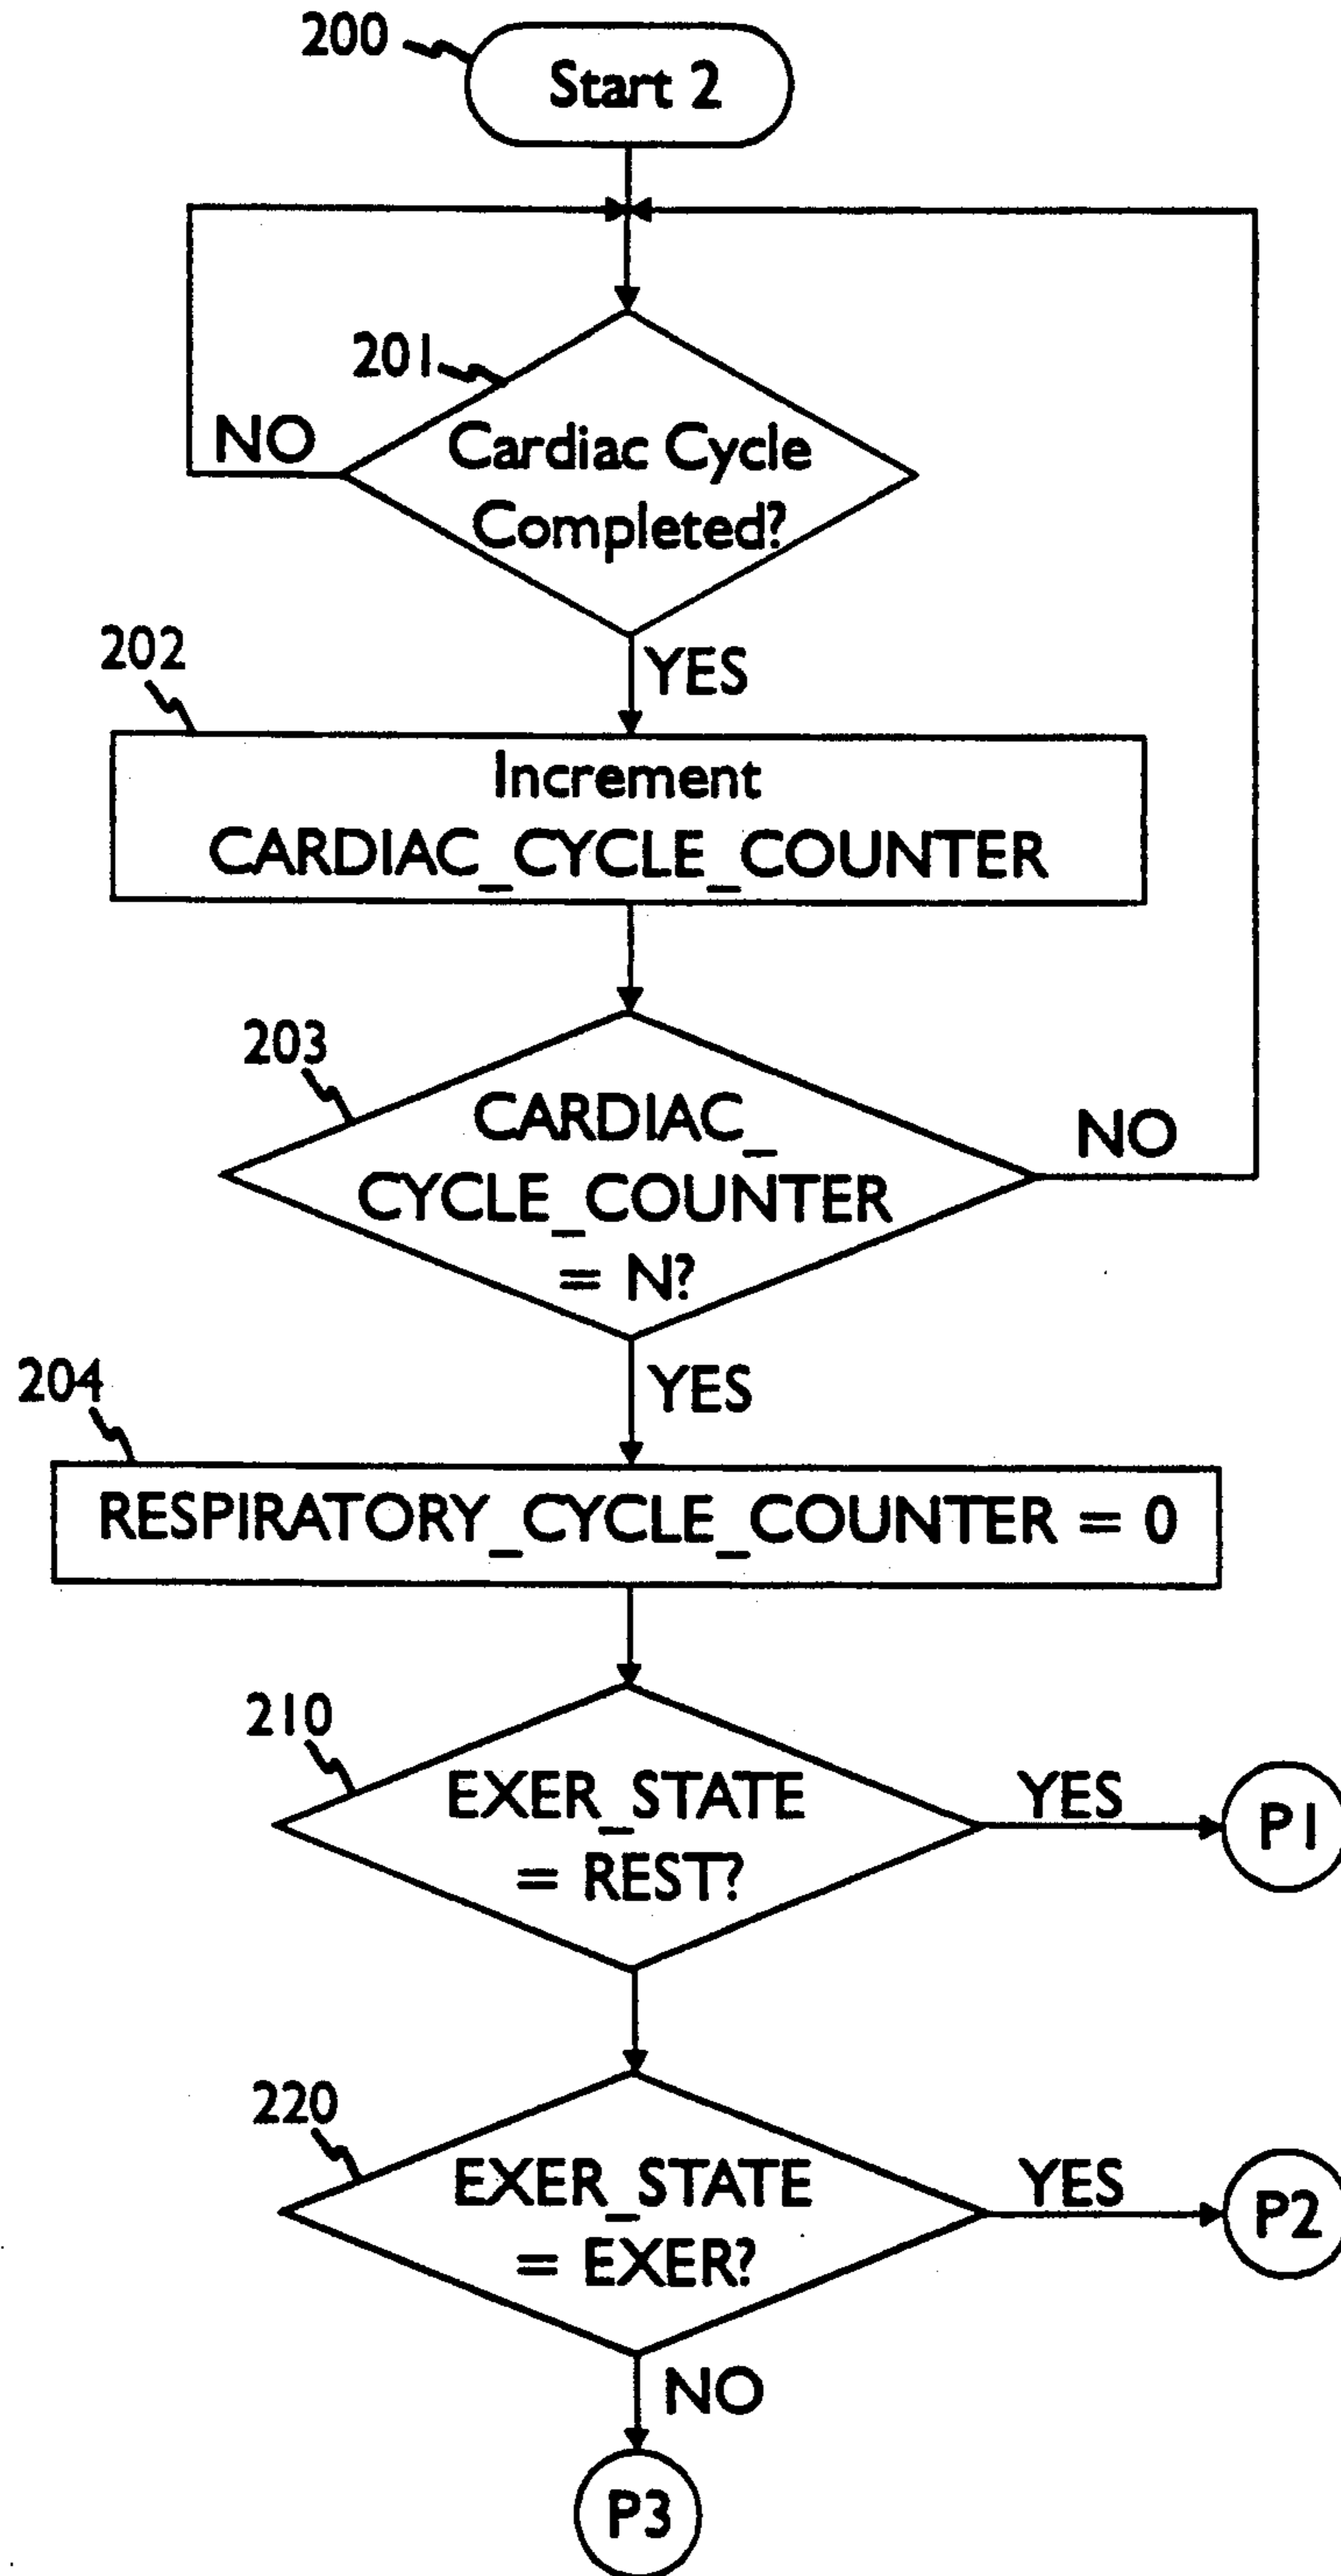 200
Start 2
201
NO
Cardiac Cycle
Completed?
YES
202
Increment
CARDIAC_CYCLE_COUNTER
203
CARDIAC_
CYCLE_COUNTER
= N?
NO
YES
204
RESPIRATORY_CYCLE_COUNTER = 0
210
EXER_STATE
= REST?
YES
P1
220
EXER_STATE
= EXER?
YES
P2
NO
P3